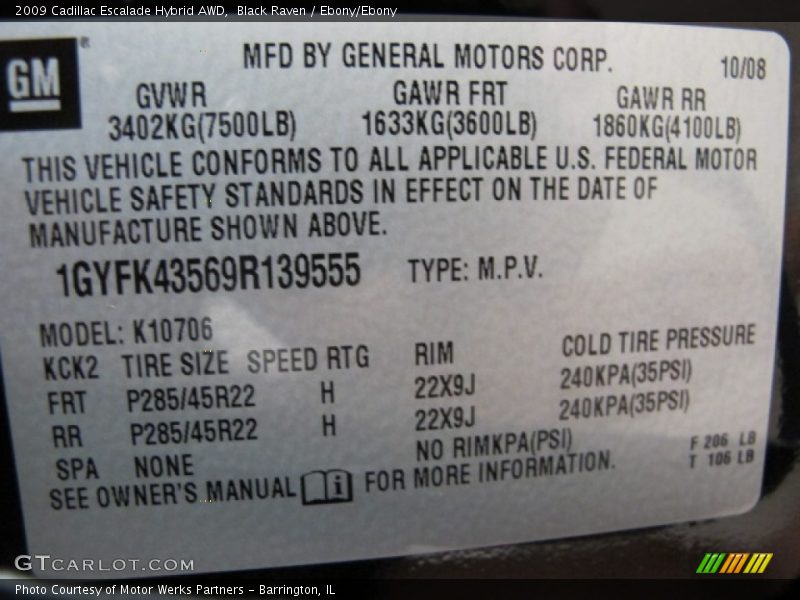 2009 Cadillac Escalade Hybrid AWD, Black Raven / Ebony/Ebony
GM®
MFD BY GENERAL MOTORS CORP.
10/08
GVWR GAWR FRT GAWR RR
3402KG(7500LB) 1633KG(3600LB) 1860KG(4100LB)
THIS VEHICLE CONFORMS TO ALL APPLICABLE U.S. FEDERAL MOTOR
VEHICLE SAFETY STANDARDS IN EFFECT ON THE DATE OF
MANUFACTURE SHOWN ABOVE.
1GYFK43569R139555 TYPE: M.P.V.
MODEL: K10706
KCK2 TIRE SIZE SPEED RTG RIM COLD TIRE PRESSURE
FRT P285/45R22 H 22X9J 240KPA(35PSI)
RR P285/45R22 H 22X9J 240KPA(35PSI)
SPA NONE NO RIMKPA(PSI) F 206 LB
T 106 LB
SEE OWNER'S MANUAL i FOR MORE INFORMATION.
GTCARLOT.COM
Photo Courtesy of Motor Werks Partners - Barrington, IL